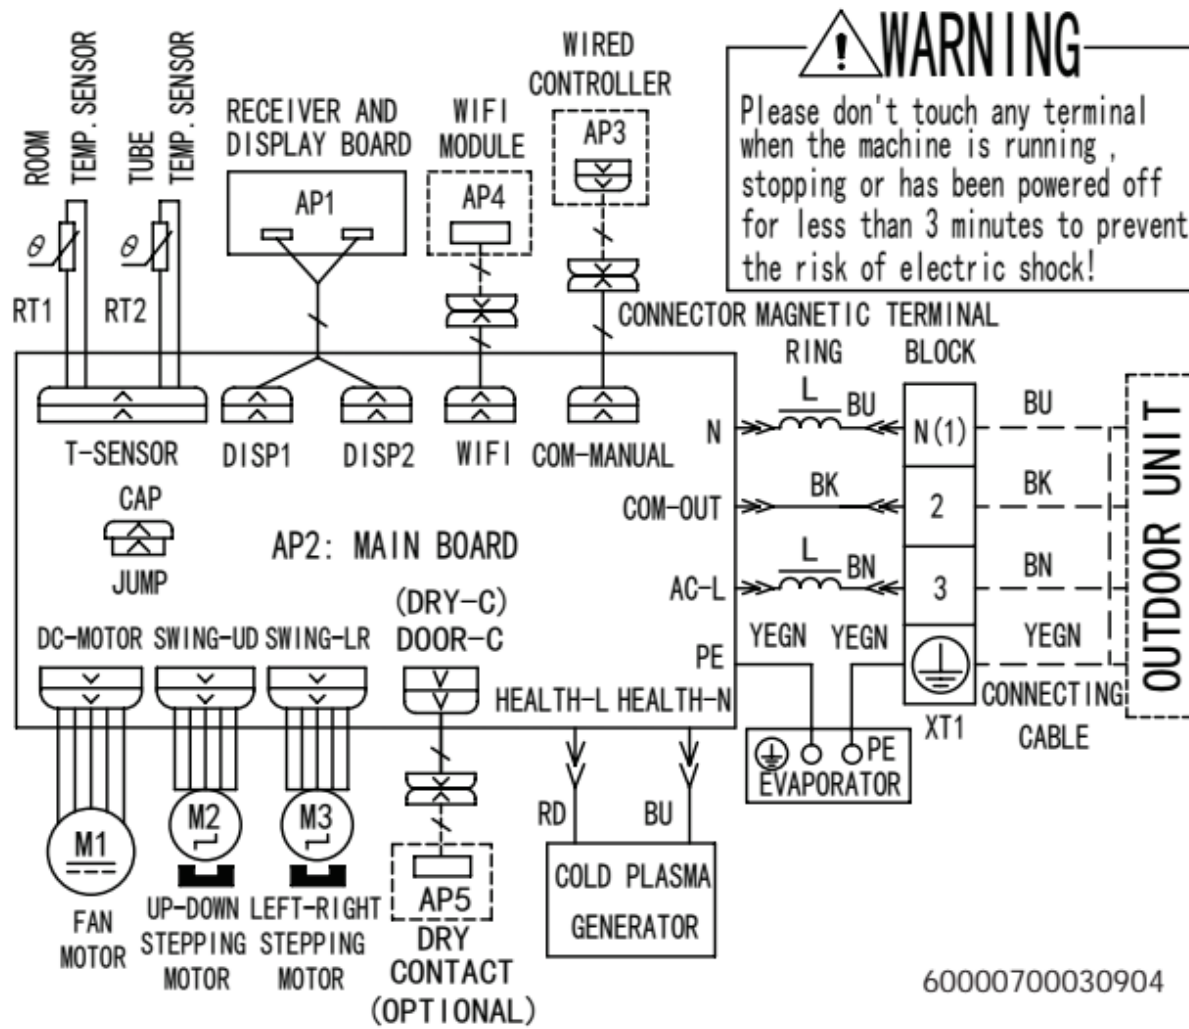 ROOM
TEMP. SENSOR
TUBE
TEMP. SENSOR
RECEIVER AND
DISPLAY BOARD
WIFI
MODULE
WIRED
CONTROLLER
WARNING
Please don't touch any terminal
when the machine is running ,
stopping or has been powered off
for less than 3 minutes to prevent
the risk of electric shock!
AP1
AP4
AP3
θ
θ
RT1
RT2
CONNECTOR
MAGNETIC
RING
TERMINAL
BLOCK
T-SENSOR
DISP1
DISP2
WIFI
COM-MANUAL
N
L
BU
N(1)
BU
CAP
JUMP
AP2: MAIN BOARD
COM-OUT
BK
2
BK
AC-L
L
BN
3
BN
PE
YEGN
YEGN
YEGN
OUTDOOR UNIT
DC-MOTOR
SWING-UD
SWING-LR
(DRY-C)
DOOR-C
HEALTH-L
HEALTH-N
XT1
CONNECTING
CABLE
PE
EVAPORATOR
M1
M2
M3
RD
BU
FAN
MOTOR
UP-DOWN
STEPPING
MOTOR
LEFT-RIGHT
STEPPING
MOTOR
AP5
DRY
CONTACT
(OPTIONAL)
COLD PLASMA
GENERATOR
60000700030904